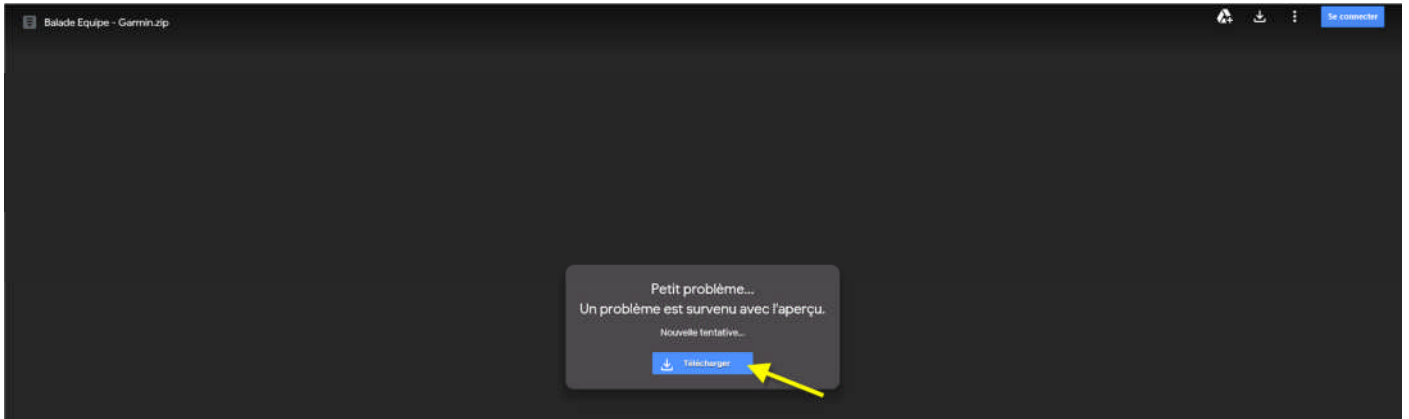 Balade Equipe - Garmin.zip
Se connecter
Petit problème...
Un problème est survenu avec l'aperçu.
Nouvelle tentative...
Télécharger